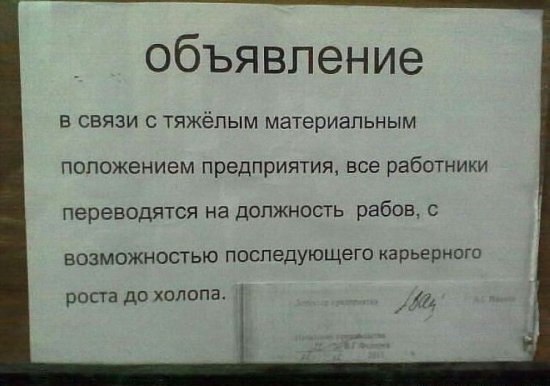 объявление
в связи с тяжёлым материальным
положением предприятия, все работники
переводятся на должность рабов, с
возможностью последующего карьерного
роста до холопа.